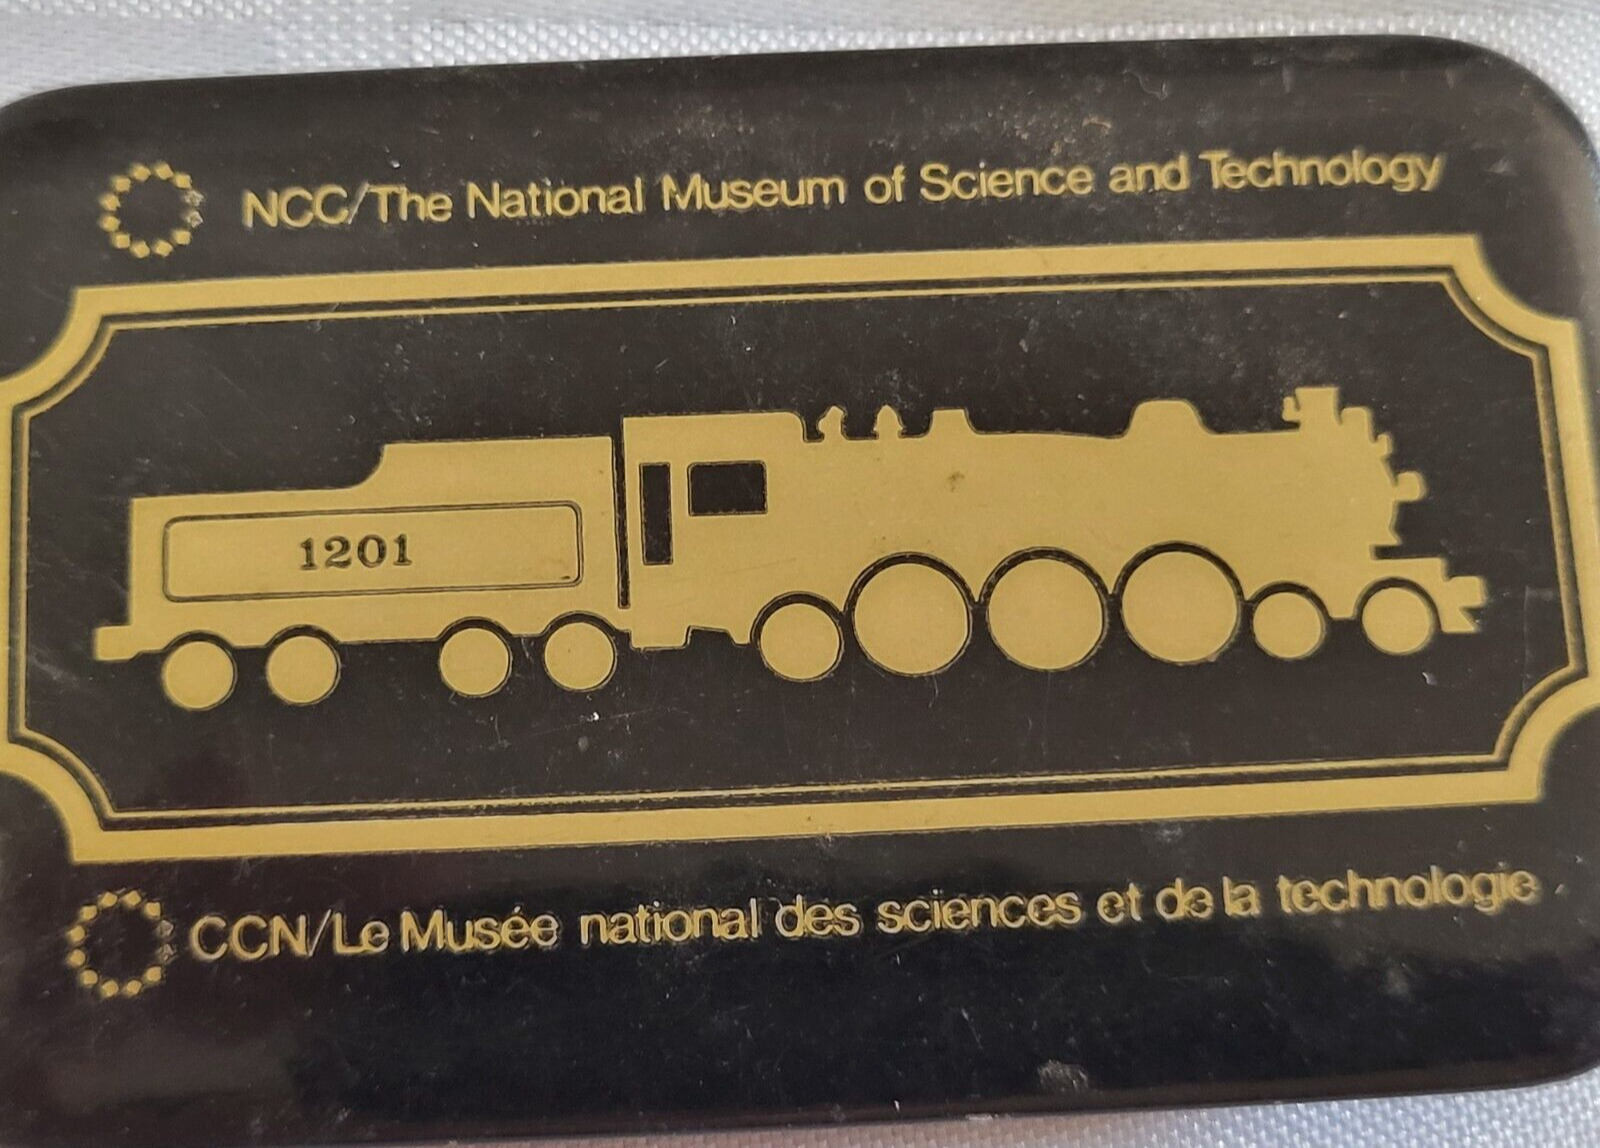 NCC/The National Museum of Science and Technology
1201
CCN/Le Musée national des sciences et de la technologie